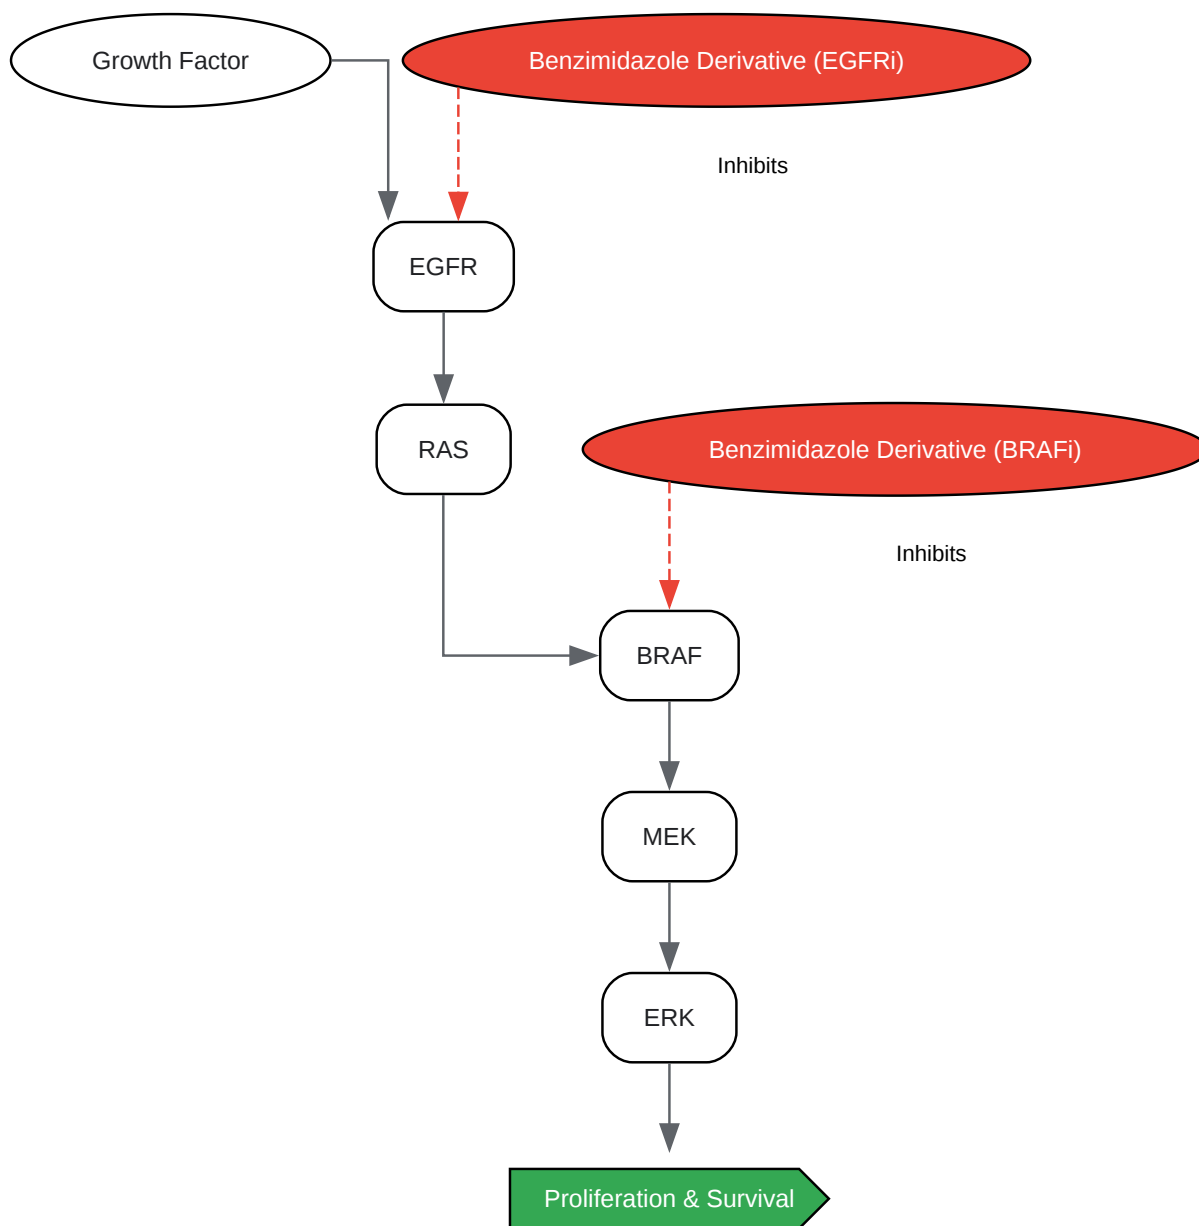 Growth Factor
Benzimidazole Derivative (EGFRi)
Inhibits
EGFR
RAS
Benzimidazole Derivative (BRAFi)
Inhibits
BRAF
MEK
ERK
Proliferation & Survival